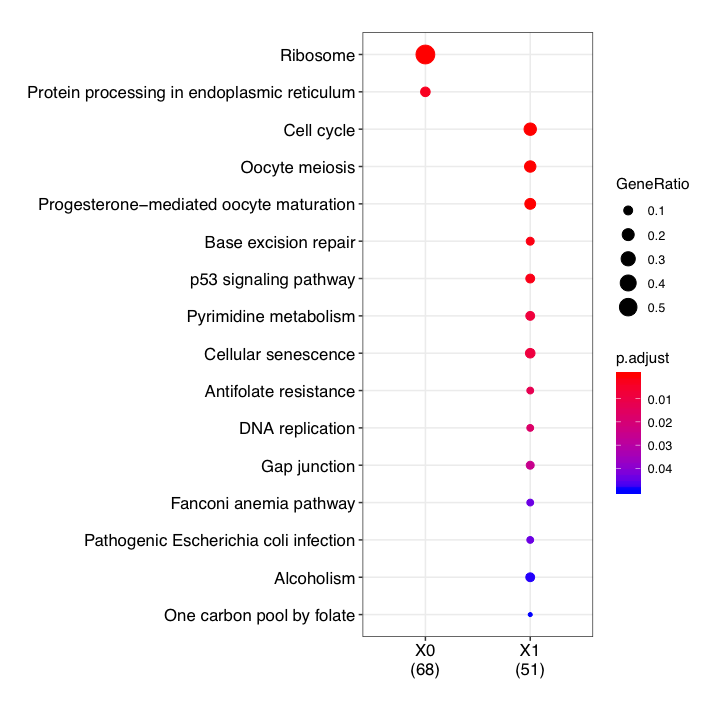 Ribosome
Protein processing in endoplasmic reticulum
Cell cycle
Oocyte meiosis
Progesterone−mediated oocyte maturation
Base excision repair
p53 signaling pathway
Pyrimidine metabolism
Cellular senescence
Antifolate resistance
DNA replication
Gap junction
Fanconi anemia pathway
Pathogenic Escherichia coli infection
Alcoholism
One carbon pool by folate
X0
(68)
X1
(51)
GeneRatio
0.1
0.2
0.3
0.4
0.5
p.adjust
0.01
0.02
0.03
0.04